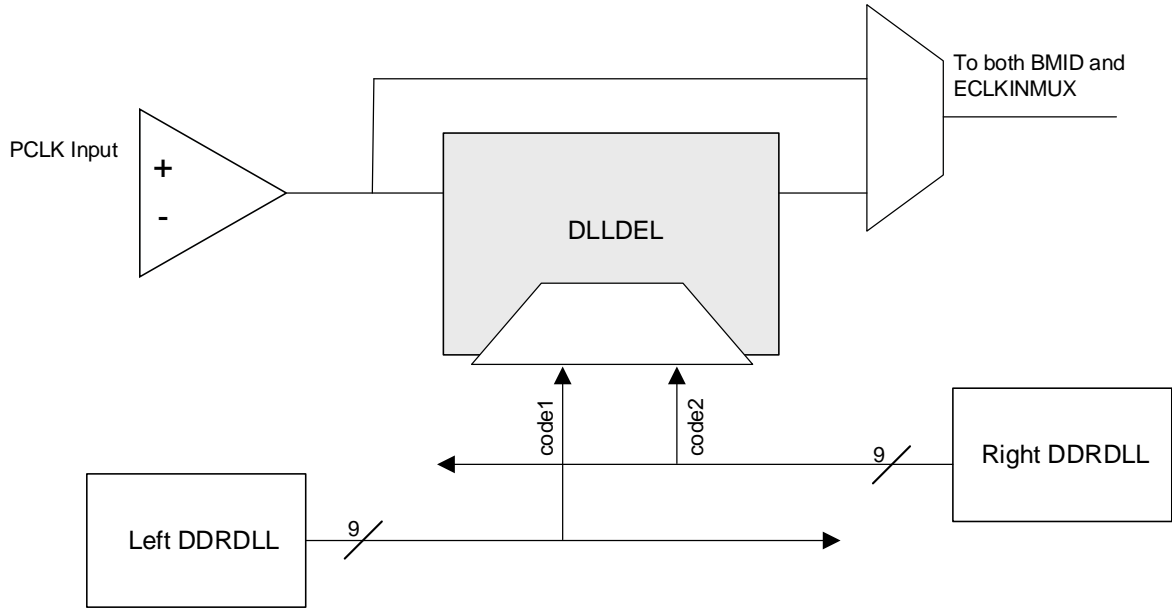 To both BMID and
ECLKINMUX
PCLK Input
+
-
DLLDEL
code1
code2
9
Right DDRDLL
9
Left DDRDLL